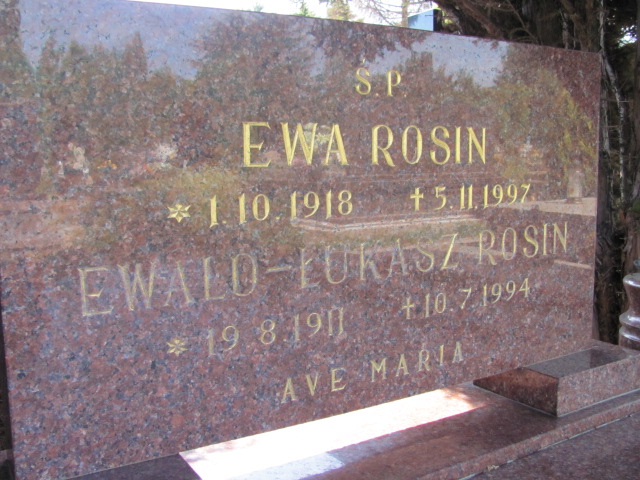 Ś.P.
EWA ROSIN
* 1.10.1918 + 5.11.1997
EWALD-ŁUKASZ ROSIN
* 19 8.1911 + 10.7.1994
AVE MARIA